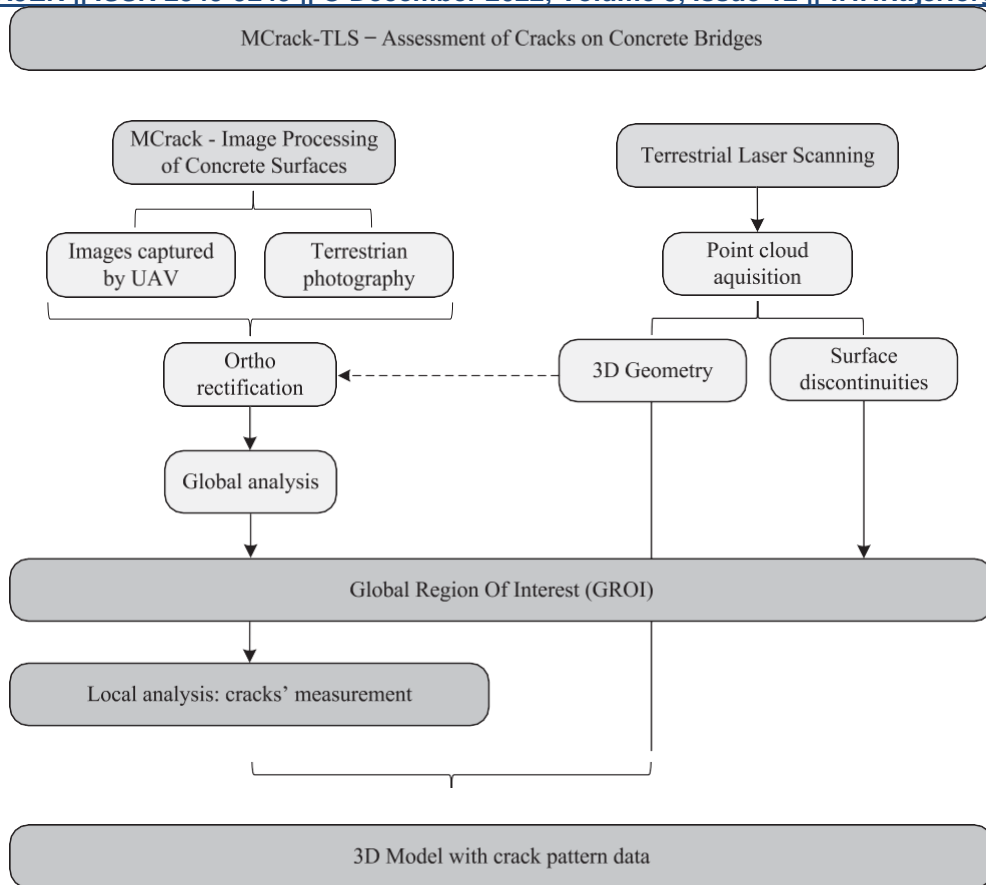 MCrack-TLS – Assessment of Cracks on Concrete Bridges
MCrack - Image Processing
of Concrete Surfaces
Terrestrial Laser Scanning
Images captured
by UAV
Terrestrian
photography
Point cloud
aquisition
Ortho
rectification
3D Geometry
Surface
discontinuities
Global analysis
Global Region Of Interest (GROI)
Local analysis: cracks’ measurement
3D Model with crack pattern data